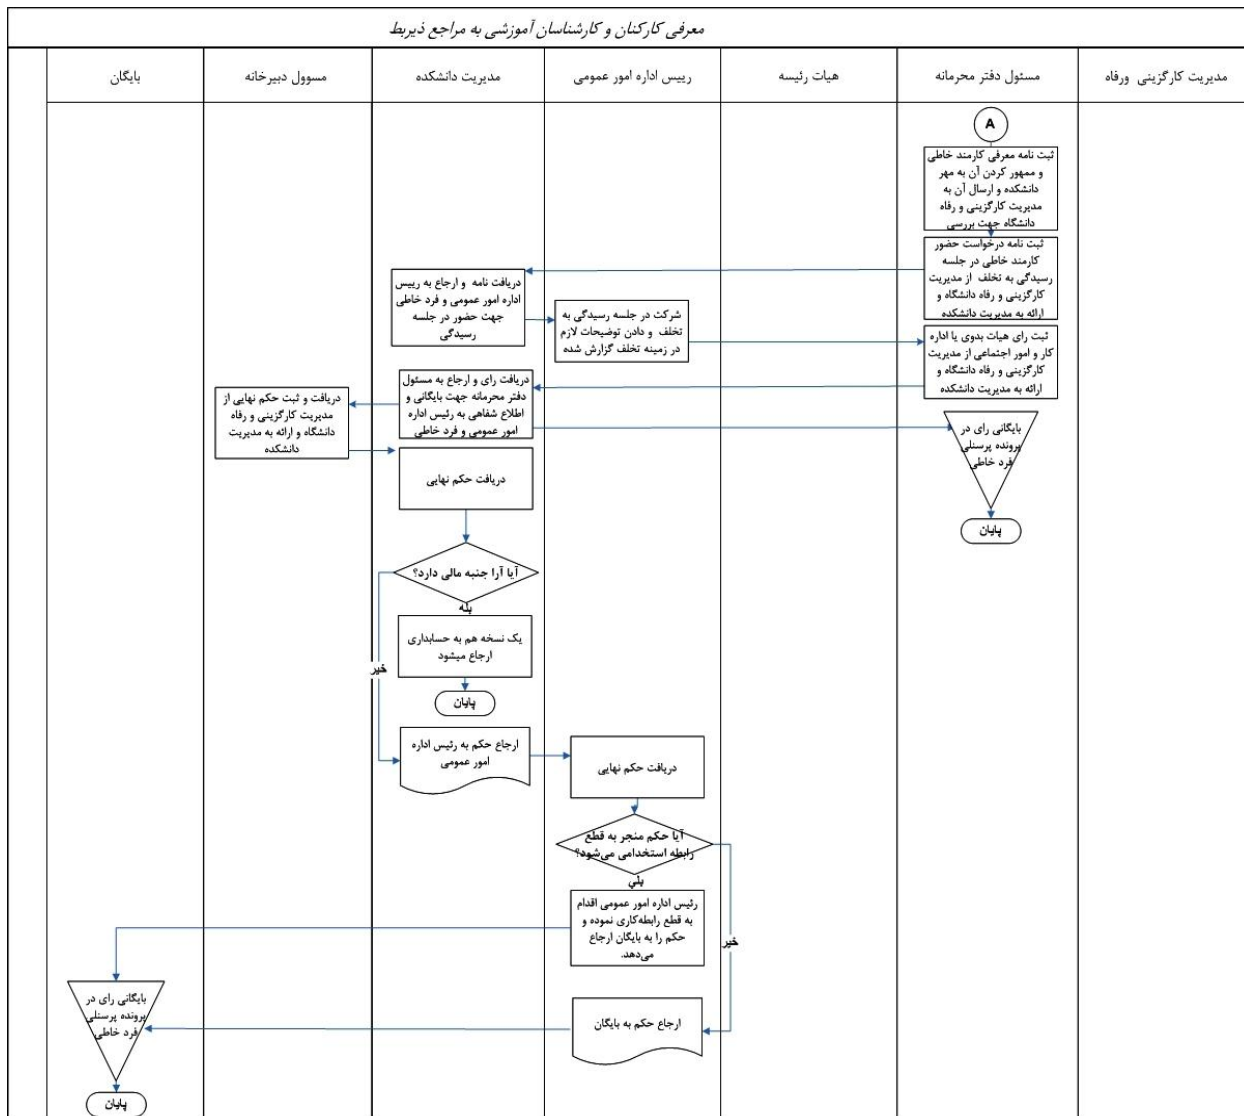 معرفی کارکنان و کارشناسان آموزشی به مراجع ذیربط
مدیریت کارگزینی ورفاه
مسئول دفتر محرمانه
هیات رئیسه
رییس اداره امور عمومی
مدیریت دانشکده
مسوول دبیرخانه
بایگان
A
ثبت نامه معرفی کارمند خاطی
و ممهور کردن آن به مهر
دانشکده و ارسال آن به
مدیریت کارگزینی و رفاه
دانشگاه جهت بررسی
ثبت نامه درخواست حضور
کارمند خاطی در جلسه
رسیدگی به تخلف از مدیریت
کارگزینی و رفاه دانشگاه و
ارائه به مدیریت دانشکده
دریافت نامه و ارجاع به رییس
اداره امور عمومی و فرد خاطی
جهت حضور در جلسه
رسیدگی
شرکت در جلسه رسیدگی به
تخلف و دادن توضیحات لازم
در زمینه تخلف گزارش شده
ثبت رای هیات بدوی یا اداره
کار و امور اجتماعی از مدیریت
کارگزینی و رفاه دانشگاه و
ارائه به مدیریت دانشکده
دریافت رای و ارجاع به مسئول
دفتر محرمانه جهت بایگانی و
اطلاع شفاهی به رئیس اداره
امور عمومی و فرد خاطی
دریافت و ثبت حکم نهایی از
مدیریت کارگزینی و رفاه
دانشگاه و ارائه به مدیریت
دانشکده
بایگانی رای در
پرونده پرسنلی
فرد خاطی
پایان
دریافت حکم نهایی
آیا آرا جنبه مالی دارد؟
بله
یک نسخه هم به حسابداری
ارجاع میشود
خیر
پایان
ارجاع حکم به رئیس اداره
امور عمومی
دریافت حکم نهایی
آیا حکم منجر به قطع
رابطه استخدامی می‌شود؟
بلی
رئیس اداره امور عمومی اقدام
به قطع رابطه‌کاری نموده و
حکم را به بایگان ارجاع
می‌دهد.
خیر
ارجاع حکم به بایگان
بایگانی رای در
پرونده پرسنلی
فرد خاطی
پایان